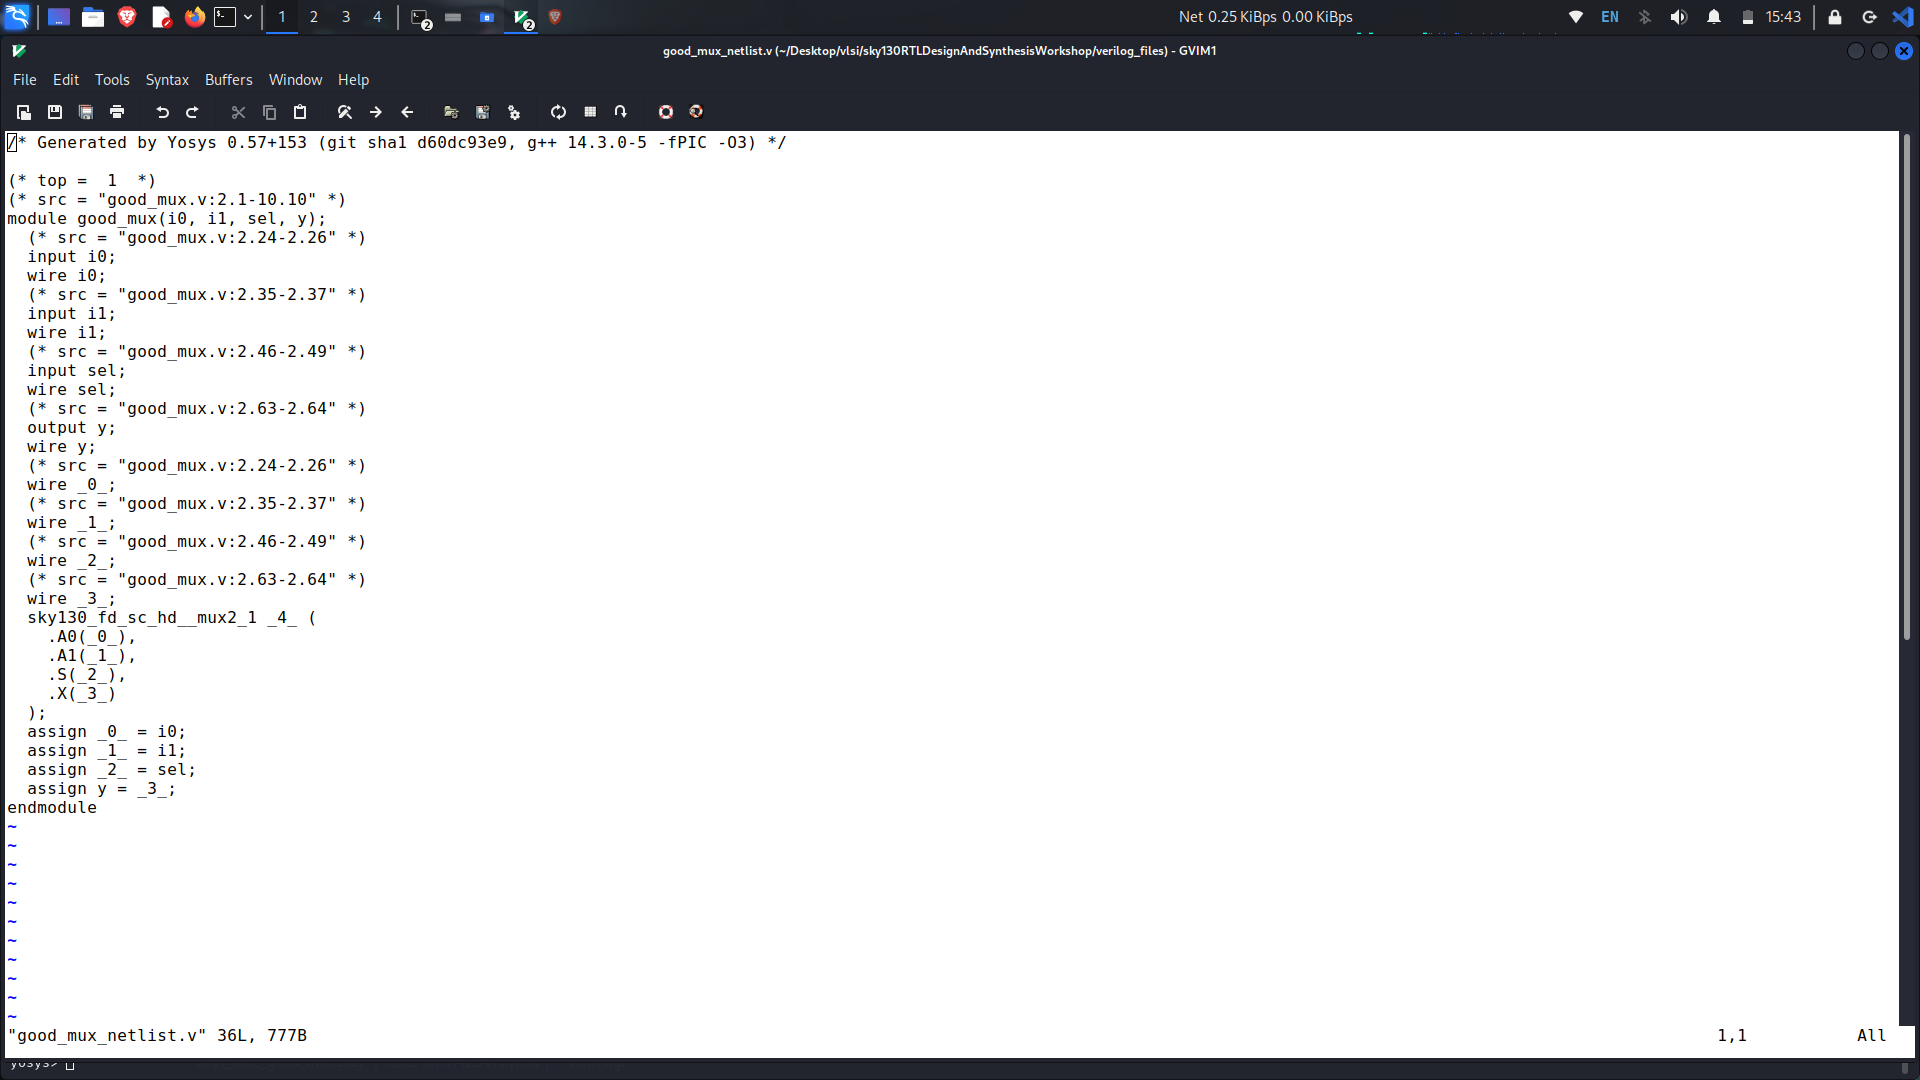 1 2 3 4 2 2 Net 0.25 KiBps 0.00 KiBps EN 15:43
good_mux_netlist.v (~/Desktop/vlsi/sky130RTLDesignAndSynthesisWorkshop/verilog_files) - GVIM1
File Edit Tools Syntax Buffers Window Help
/* Generated by Yosys 0.57+153 (git sha1 d60dc93e9, g++ 14.3.0-5 -fPIC -O3) */
(* top =  1  *)
(* src = "good_mux.v:2.1-10.10" *)
module good_mux(i0, i1, sel, y);
  (* src = "good_mux.v:2.24-2.26" *)
  input i0;
  wire i0;
  (* src = "good_mux.v:2.35-2.37" *)
  input i1;
  wire i1;
  (* src = "good_mux.v:2.46-2.49" *)
  input sel;
  wire sel;
  (* src = "good_mux.v:2.63-2.64" *)
  output y;
  wire y;
  (* src = "good_mux.v:2.24-2.26" *)
  wire _0_;
  (* src = "good_mux.v:2.35-2.37" *)
  wire _1_;
  (* src = "good_mux.v:2.46-2.49" *)
  wire _2_;
  (* src = "good_mux.v:2.63-2.64" *)
  wire _3_;
  sky130_fd_sc_hd__mux2_1 _4_ (
    .A0(_0_),
    .A1(_1_),
    .S(_2_),
    .X(_3_)
  );
  assign _0_ = i0;
  assign _1_ = i1;
  assign _2_ = sel;
  assign y = _3_;
endmodule
~
~
~
~
~
~
~
~
~
~
~
"good_mux_netlist.v" 36L, 777B 1,1 All
yosys>